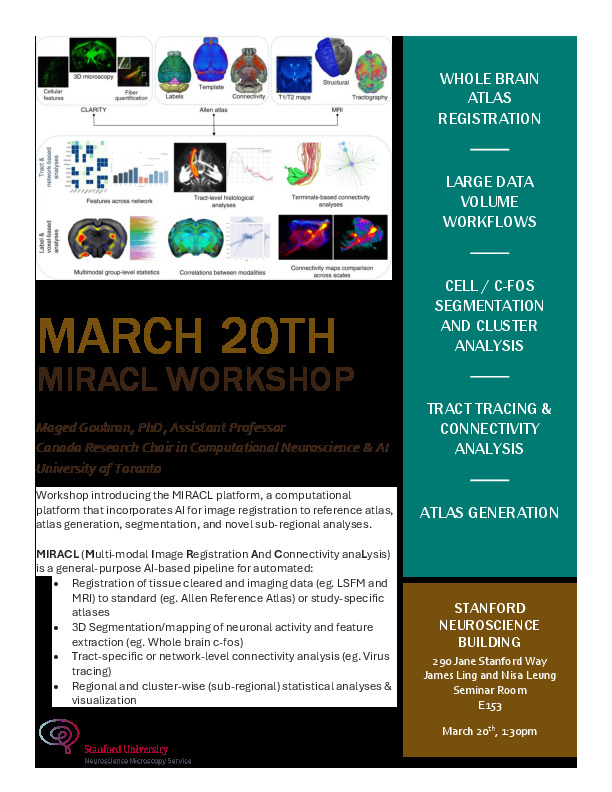 3D microscopy
Cellular
features
Fiber
quantification
CLARITY
Labels
Template
Connectivity
Allen atlas
T1/T2 maps
Structural
Tractography
MRI
Tract &
network-based
analyses
Features across network
Tract-level histological
analyses
Terminals-based connectivity
analyses
Label &
voxel-based
analyses
Multimodal group-level statistics
Correlations between modalities
Connectivity maps comparison
across scales
MARCH 20TH
MIRACL WORKSHOP
Maged Goubran, PhD, Assistant Professor
Canada Research Chair in Computational Neuroscience & AI
University of Toronto
Workshop introducing the MIRACL platform, a computational
platform that incorporates AI for image registration to reference atlas,
atlas generation, segmentation, and novel sub-regional analyses.
MIRACL (Multi-modal Image Registration And Connectivity anaLysis)
is a general-purpose AI-based pipeline for automated:
• Registration of tissue cleared and imaging data (eg. LSFM and
MRI) to standard (eg. Allen Reference Atlas) or study-specific
atlases
• 3D Segmentation/mapping of neuronal activity and feature
extraction (eg. Whole brain c-fos)
• Tract-specific or network-level connectivity analysis (eg. Virus
tracing)
• Regional and cluster-wise (sub-regional) statistical analyses &
visualization
Stanford University
Neuroscience Microscopy Service
WHOLE BRAIN
ATLAS
REGISTRATION
LARGE DATA
VOLUME
WORKFLOWS
CELL / C-FOS
SEGMENTATION
AND CLUSTER
ANALYSIS
TRACT TRACING &
CONNECTIVITY
ANALYSIS
ATLAS GENERATION
STANFORD
NEUROSCIENCE
BUILDING
290 Jane Stanford Way
James Ling and Nisa Leung
Seminar Room
E153
March 20th, 1:30pm